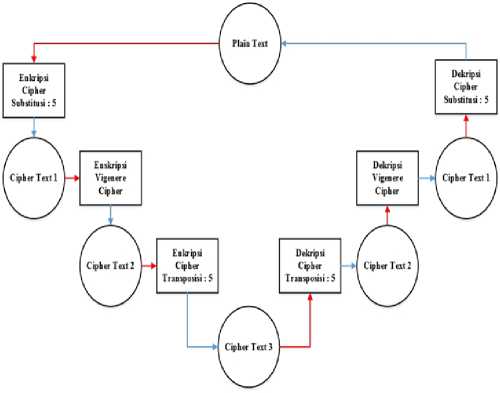 Plain Text
Enkripsi
Cipher
Substitusi : 5
Dekripsi
Cipher
Substitusi : 5
Cipher Text 1
Enskripsi
Vigenere
Cipher
Dekripsi
Vigenere
Cipher
Cipher Text 1
Cipher Text 2
Enkripsi
Cipher
Transposisi : 5
Dekripsi
Cipher
Transposisi : 5
Cipher Text 2
Cipher Text 3